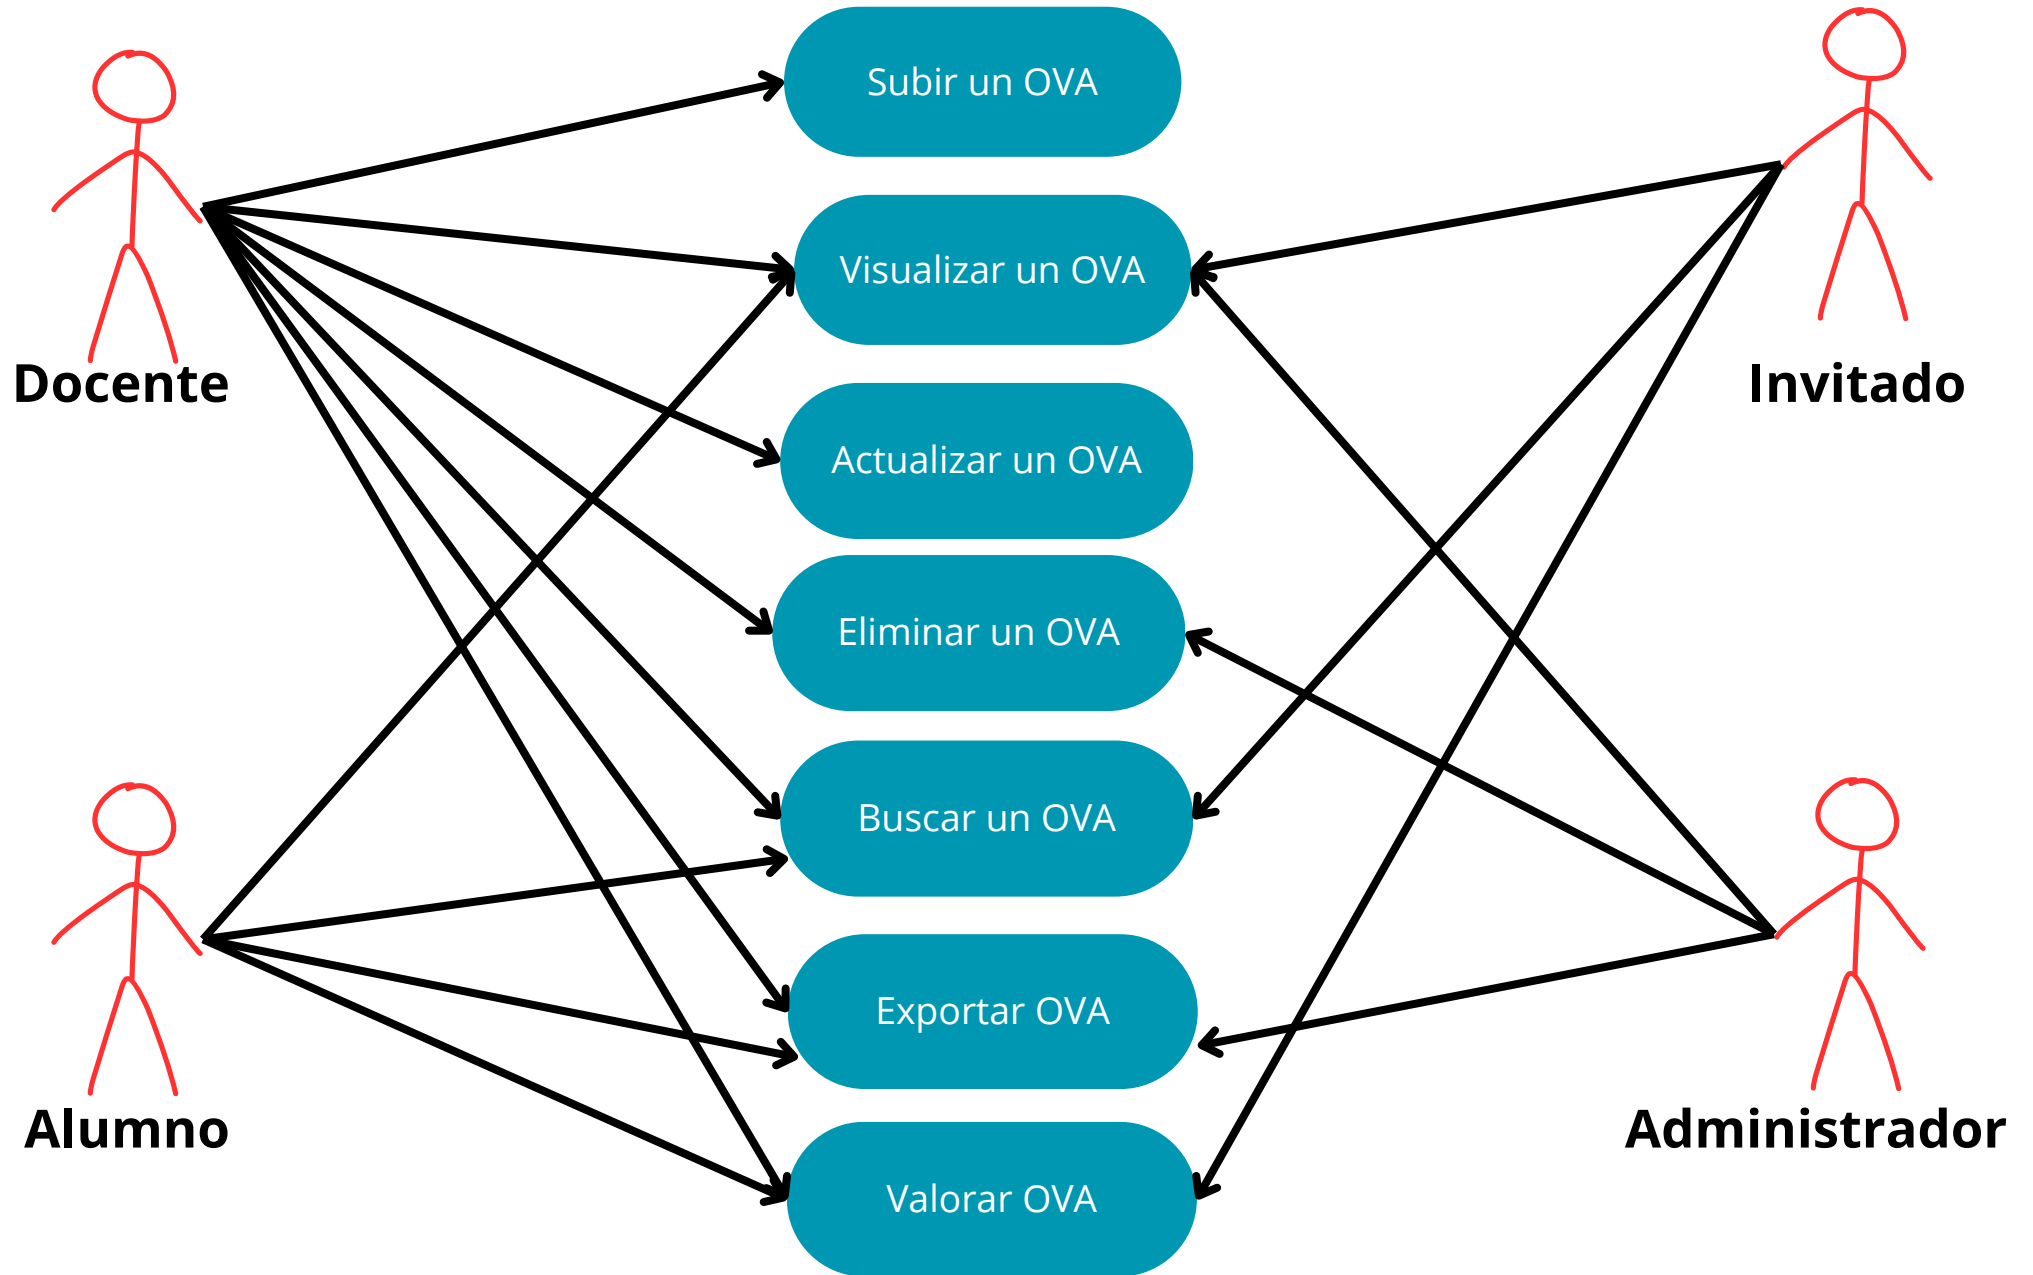 Subir un OVA
Visualizar un OVA
Docente
Invitado
Actualizar un OVA
Eliminar un OVA
Buscar un OVA
Exportar OVA
Alumno
Administrador
Valorar OVA